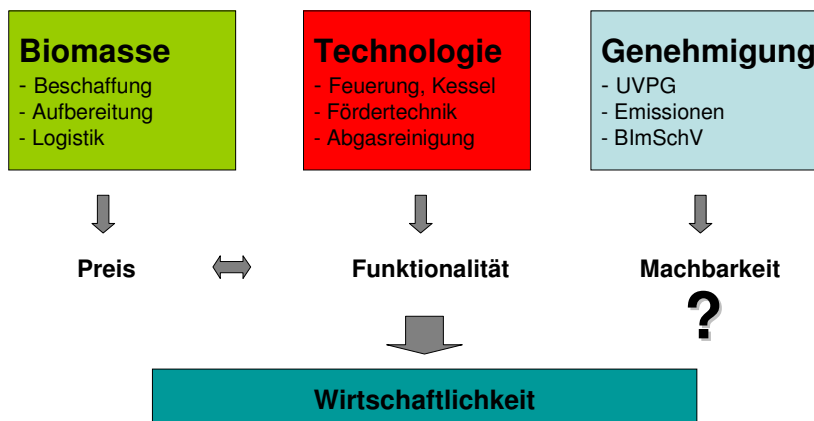 Biomasse
- Beschaffung
- Aufbereitung
- Logistik
Technologie
- Feuerung, Kessel
- Fördertechnik
- Abgasreinigung
Genehmigung
- UVPG
- Emissionen
- BImSchV
Preis
Funktionalität
Machbarkeit
?
Wirtschaftlichkeit